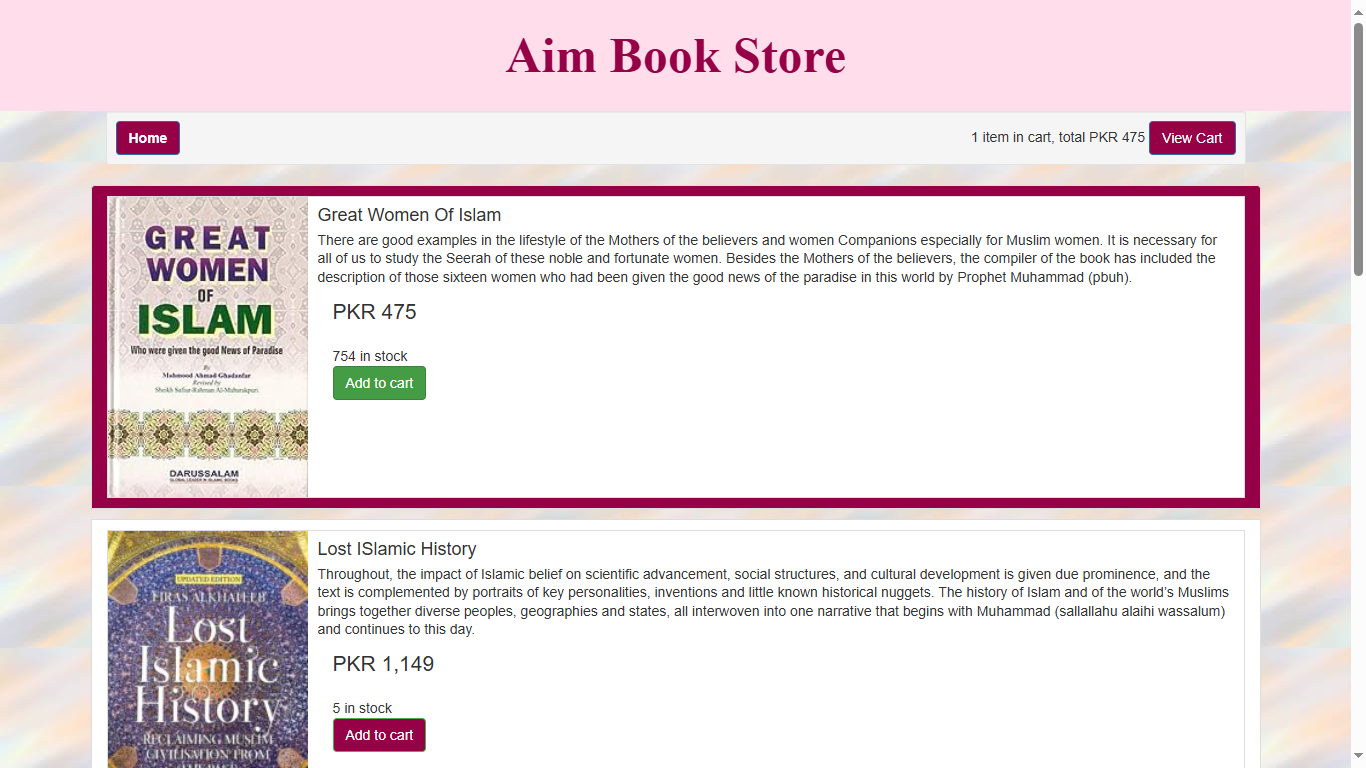 Aim Book Store
Home
1 item in cart, total PKR 475 View Cart
GREAT
WOMEN
OF
ISLAM
Who were given the good News of Paradise
By
Mahmood Ahmad Ghadanfar
Revised by
Sheikh Safiur-Rahman Al-Mubarakpuri
DARUSSALAM
GLOBAL LEADER IN ISLAMIC BOOKS
Great Women Of Islam
There are good examples in the lifestyle of the Mothers of the believers and women Companions especially for Muslim women. It is necessary for
all of us to study the Seerah of these noble and fortunate women. Besides the Mothers of the believers, the compiler of the book has included the
description of those sixteen women who had been given the good news of the paradise in this world by Prophet Muhammad (pbuh).
PKR 475
754 in stock
Add to cart
UPDATED EDITION
FIRAS ALKHATEEB
Lost
Islamic
History
RECLAIMING MUSLIM
CIVILISATION FROM
THE PAST
Lost ISlamic History
Throughout, the impact of Islamic belief on scientific advancement, social structures, and cultural development is given due prominence, and the
text is complemented by portraits of key personalities, inventions and little known historical nuggets. The history of Islam and of the world's Muslims
brings together diverse peoples, geographies and states, all interwoven into one narrative that begins with Muhammad (sallallahu alaihi wassalum)
and continues to this day.
PKR 1,149
5 in stock
Add to cart